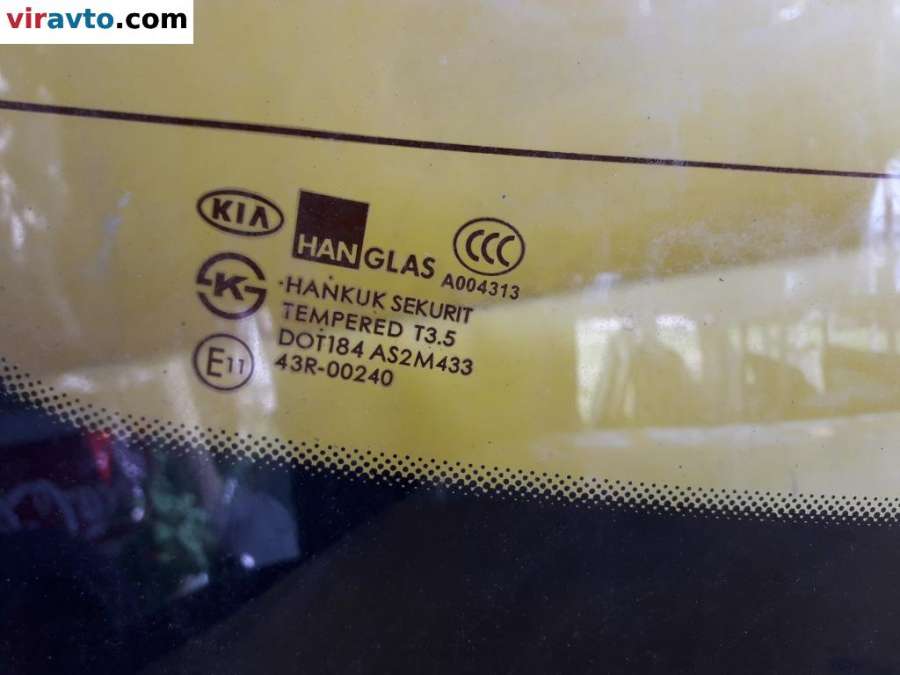 viravto.com
KIA
HANGLAS
CCC
A004313
K
HANKUK SEKURIT
TEMPERED T3.5
DOT184 AS2M433
E11
43R-00240